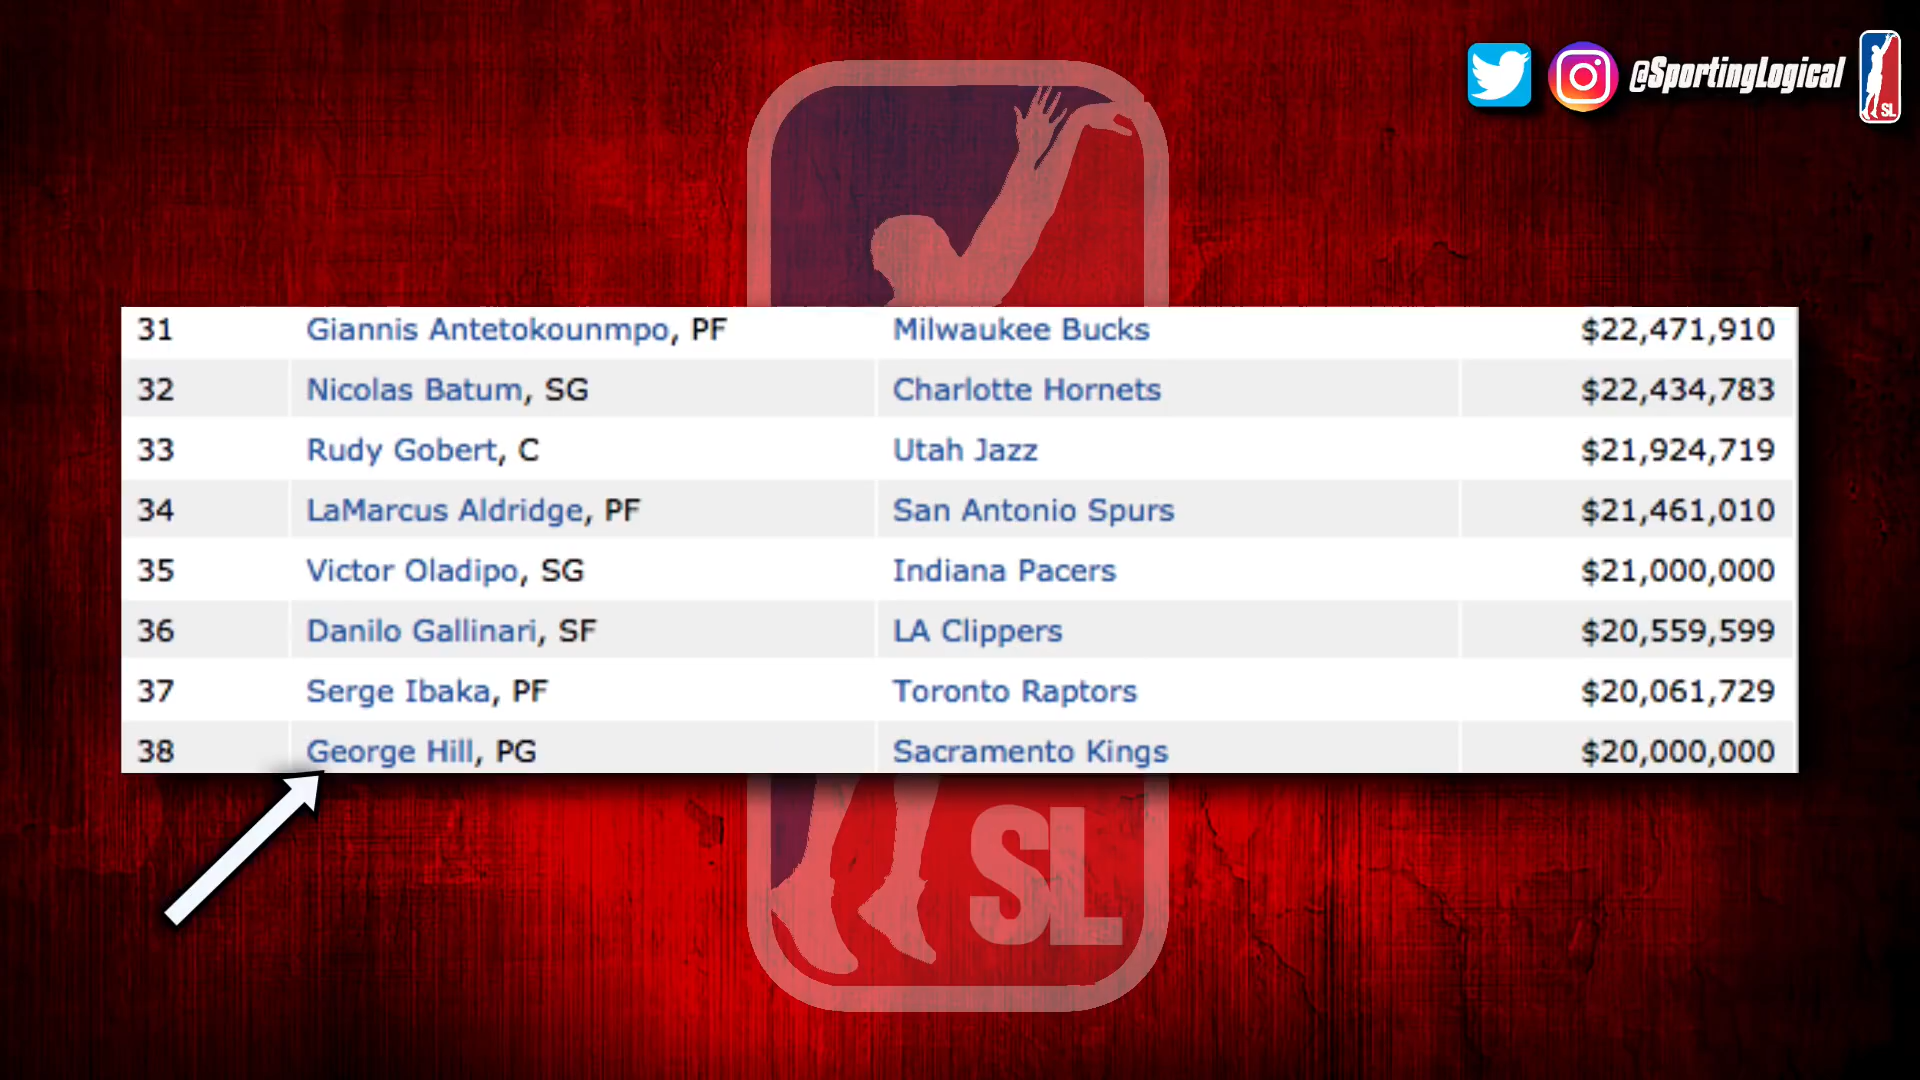 @SportingLogical
SL
31 Giannis Antetokounmpo, PF Milwaukee Bucks $22,471,910
32 Nicolas Batum, SG Charlotte Hornets $22,434,783
33 Rudy Gobert, C Utah Jazz $21,924,719
34 LaMarcus Aldridge, PF San Antonio Spurs $21,461,010
35 Victor Oladipo, SG Indiana Pacers $21,000,000
36 Danilo Gallinari, SF LA Clippers $20,559,599
37 Serge Ibaka, PF Toronto Raptors $20,061,729
38 George Hill, PG Sacramento Kings $20,000,000
SL